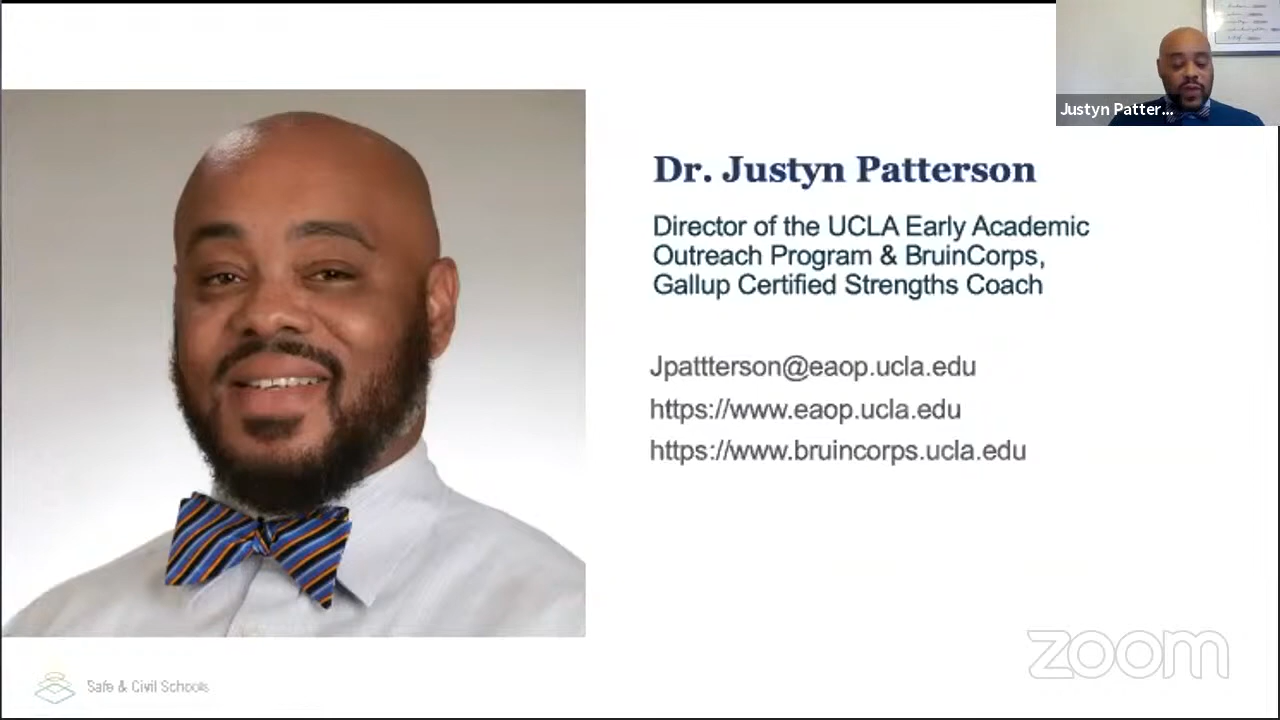 Justyn Patter...
Dr. Justyn Patterson
Director of the UCLA Early Academic
Outreach Program & BruinCorps,
Gallup Certified Strengths Coach
Jpattterson@eaop.ucla.edu
https://www.eaop.ucla.edu
https://www.bruincorps.ucla.edu
Safe & Civil Schools
zoom